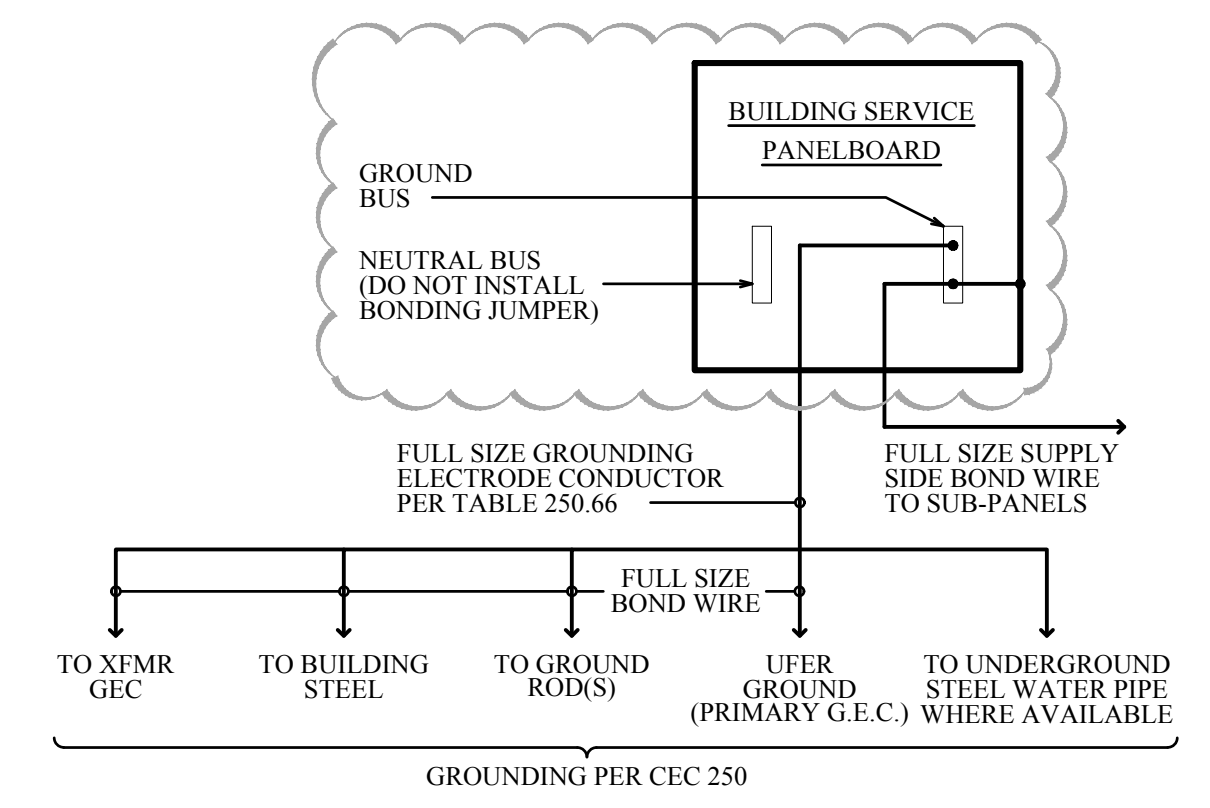 BUILDING SERVICE
PANELBOARD
GROUND
BUS
NEUTRAL BUS
(DO NOT INSTALL
BONDING JUMPER)
FULL SIZE GROUNDING
ELECTRODE CONDUCTOR
PER TABLE 250.66
FULL SIZE SUPPLY
SIDE BOND WIRE
TO SUB-PANELS
FULL SIZE
BOND WIRE
TO XFMR
GEC
TO BUILDING
STEEL
TO GROUND
ROD(S)
UFER
GROUND
(PRIMARY G.E.C.)
TO UNDERGROUND
STEEL WATER PIPE
WHERE AVAILABLE
GROUNDING PER CEC 250